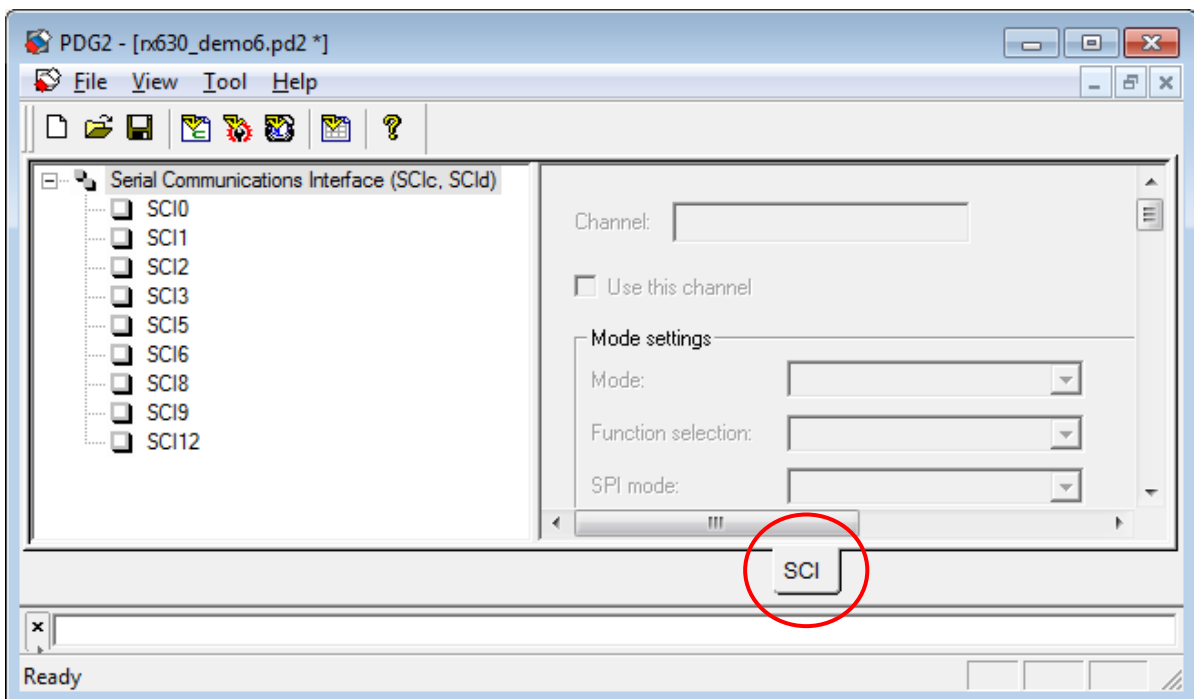 PDG2 - [rx630_demo6.pd2 *]
File View Tool Help
Serial Communications Interface (SCIc, SCId)
SCI0
SCI1
SCI2
SCI3
SCI5
SCI6
SCI8
SCI9
SCI12
Channel:
Use this channel
Mode settings
Mode:
Function selection:
SPI mode:
SCI
Ready